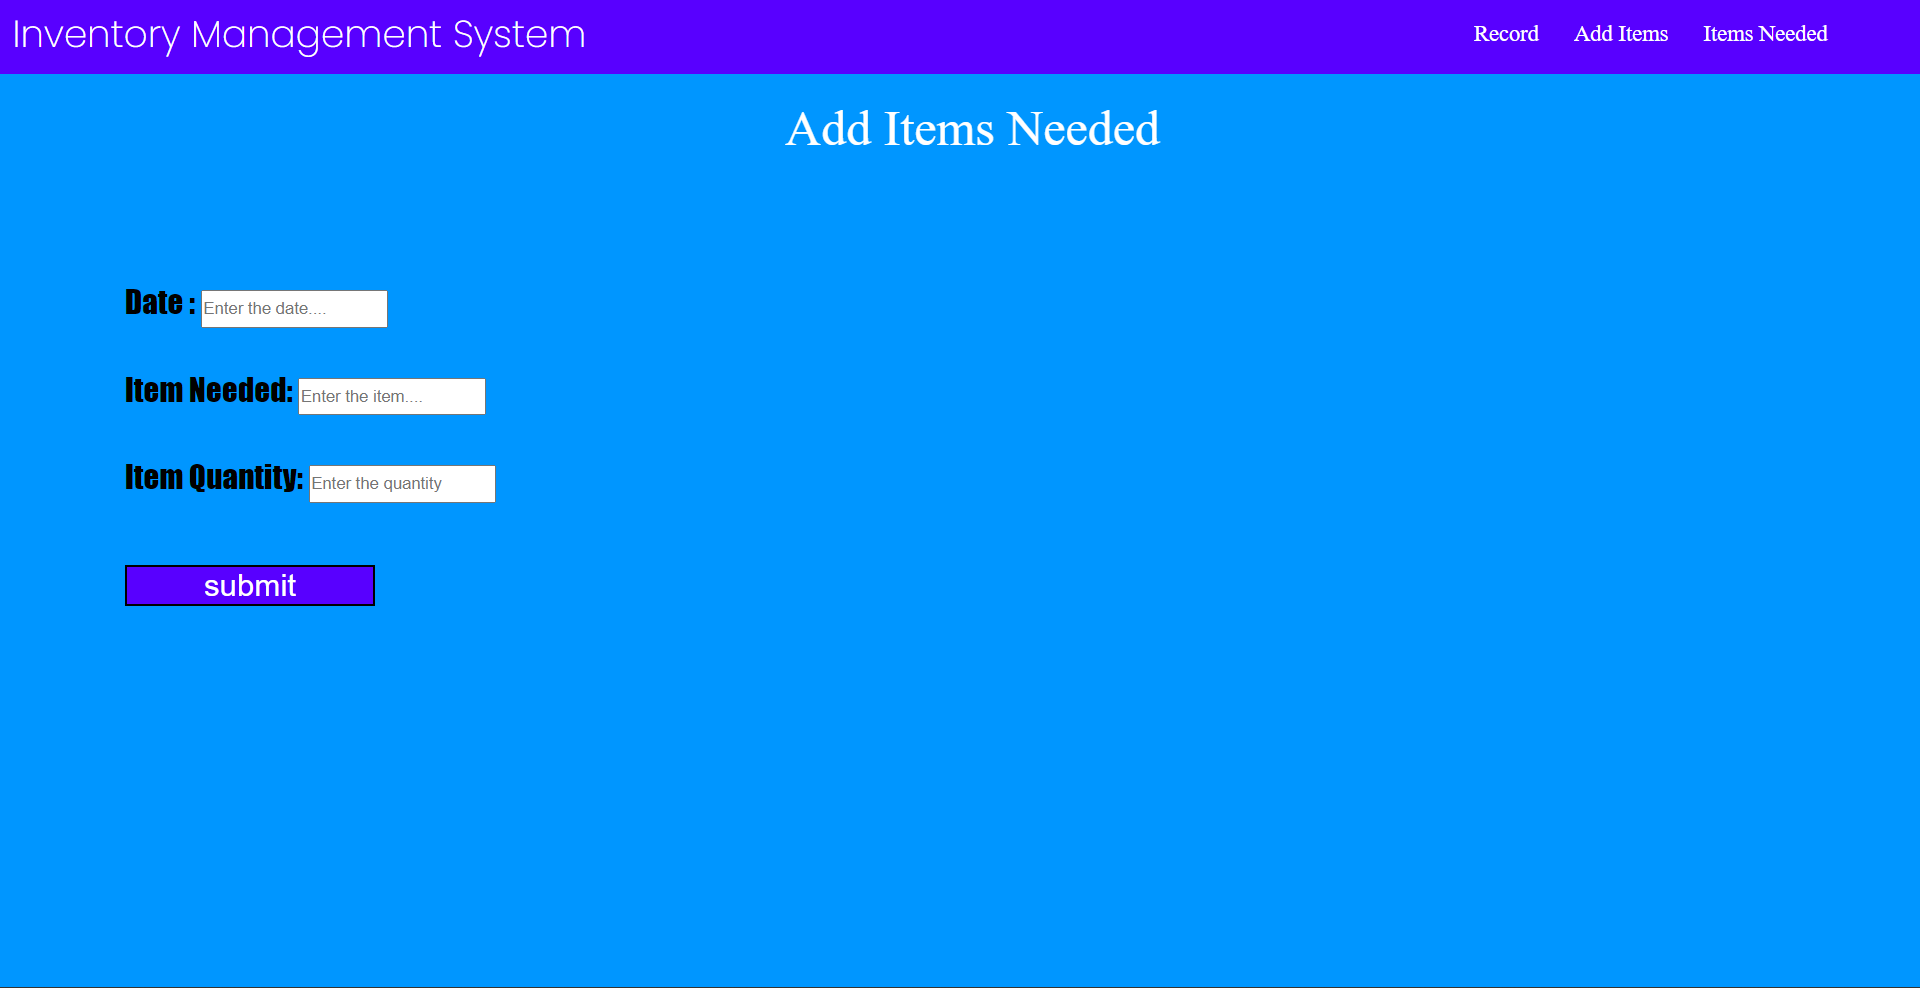 Inventory Management System
Record Add Items Items Needed
Add Items Needed
Date : Enter the date....
Item Needed: Enter the item....
Item Quantity: Enter the quantity
submit